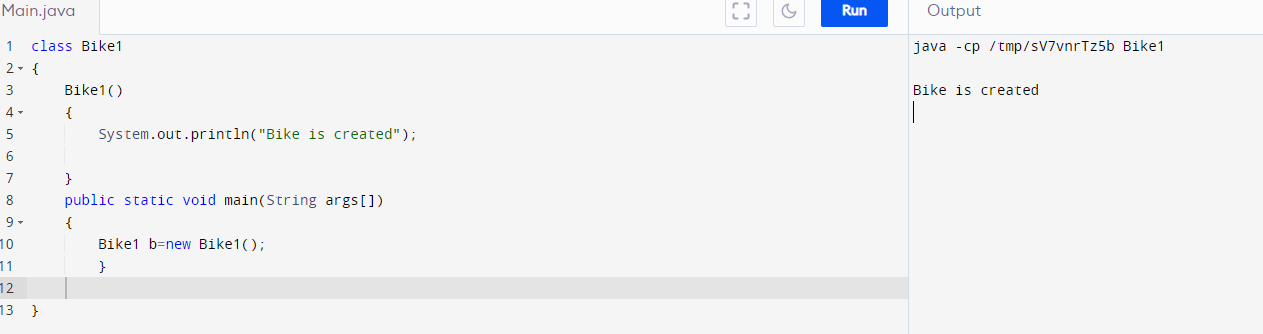 Main.java
Run
Output
1 class Bike1
2 {
3 Bike1()
4 {
5 System.out.println("Bike is created");
6
7 }
8 public static void main(String args[])
9 {
10 Bike1 b=new Bike1();
11 }
12
13 }
java -cp /tmp/sV7vnrTz5b Bike1
Bike is created